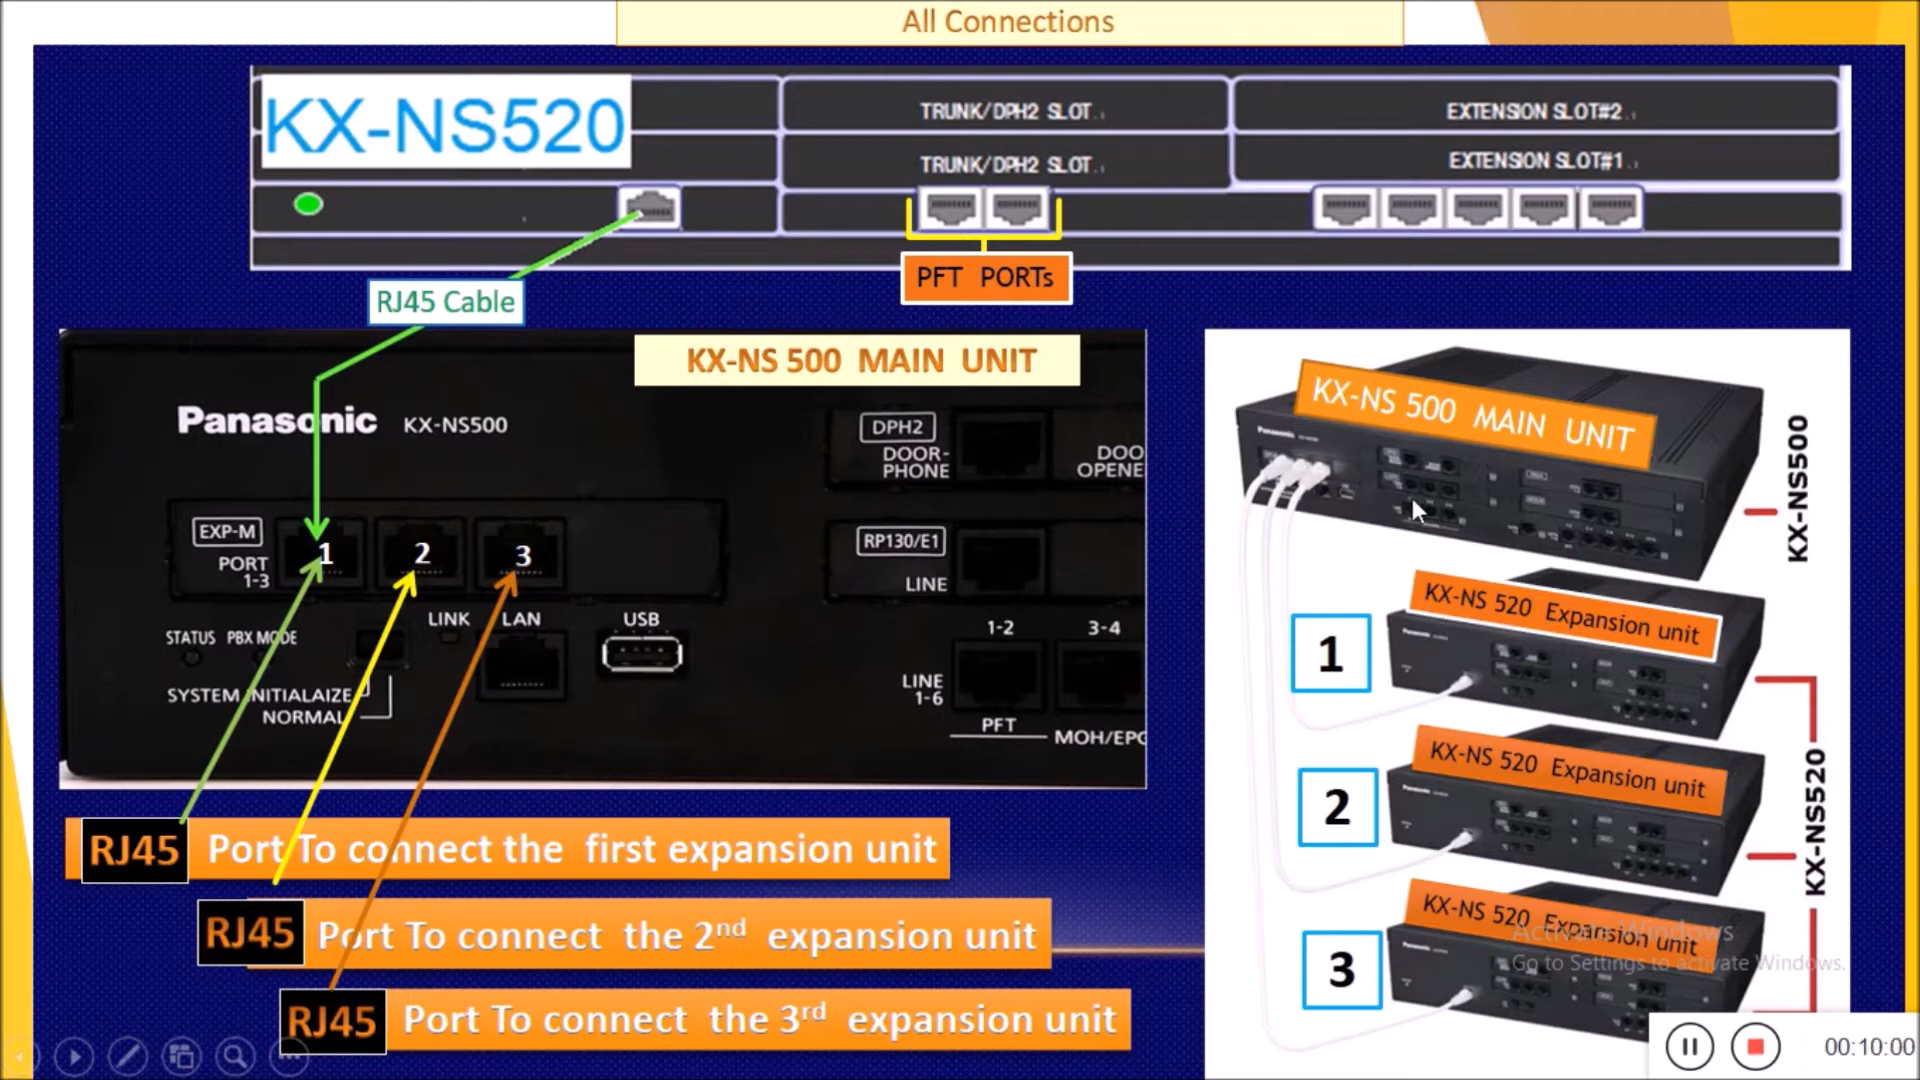 All Connections
KX-NS520
TRUNK/DPH2 SLOT
EXTENSION SLOT#2
TRUNK/DPH2 SLOT
EXTENSION SLOT#1
PFT PORTs
RJ45 Cable
KX-NS 500 MAIN UNIT
Panasonic KX-NS500
DPH2
DOOR-
PHONE
DOO
OPENE
EXP-M
PORT
1-3
1
2
3
RP130/E1
LINE
STATUS PBX MODE
LINK
LAN
USB
1-2
3-4
SYSTEM INITIALAIZE
NORMAL
LINE
1-6
PFT
MOH/EPG
RJ45 Port To connect the first expansion unit
RJ45 Port To connect the 2nd expansion unit
RJ45 Port To connect the 3rd expansion unit
KX-NS 500 MAIN UNIT
Panasonic
KX-NS500
1
KX-NS 520 Expansion unit
2
KX-NS 520 Expansion unit
KX-NS520
3
KX-NS 520 Expansion unit
Activate Windows
Go to Settings to activate Windows.
00:10:00